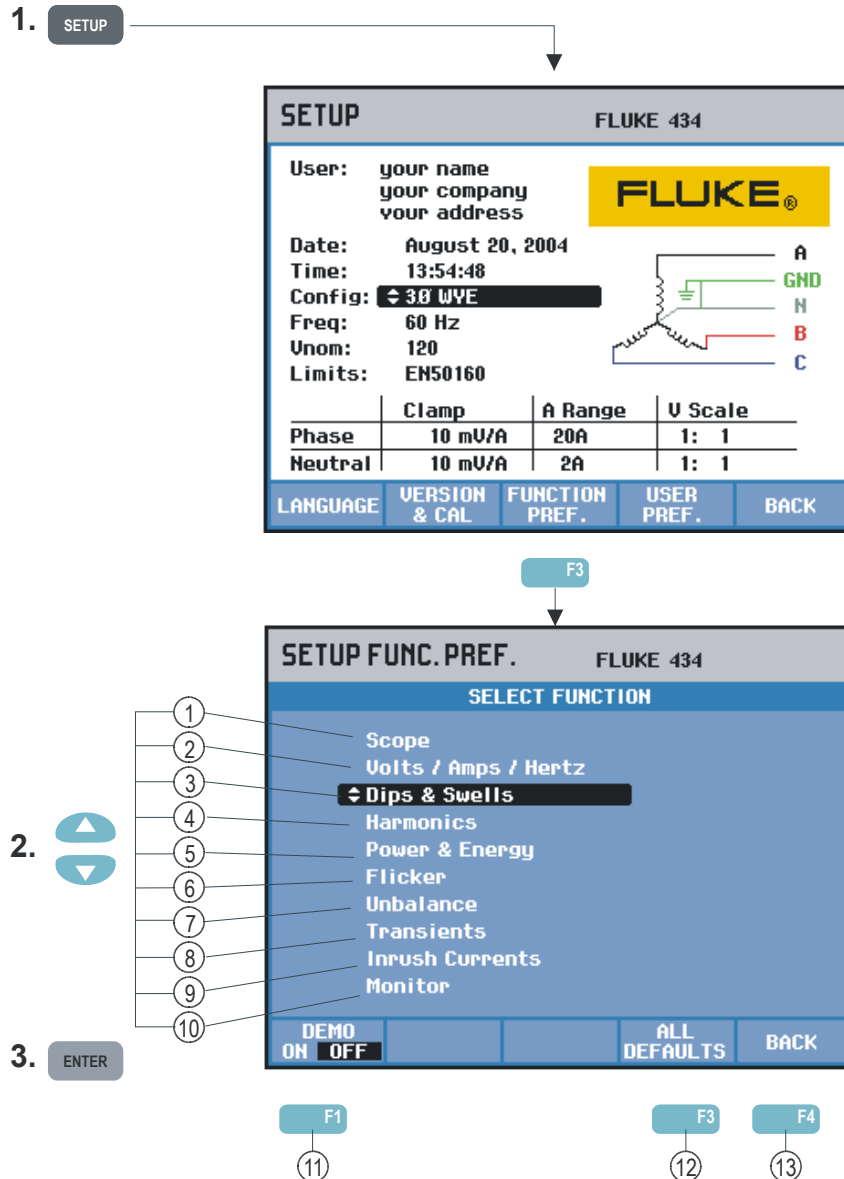 1. SETUP
SETUP FLUKE 434
User: your name
your company
your address
FLUKE®
Date: August 20, 2004
Time: 13:54:48
Config: 3.Ø WYE
Freq: 60 Hz
Vnom: 120
Limits: EN50160
A
GND
N
B
C
Clamp A Range V Scale
Phase 10 mV/A 20A 1: 1
Neutral 10 mV/A 2A 1: 1
LANGUAGE VERSION & CAL FUNCTION PREF. USER PREF. BACK
F3
SETUP FUNC. PREF. FLUKE 434
SELECT FUNCTION
1 Scope
2 Volts / Amps / Hertz
3 Dips & Swells
4 Harmonics
5 Power & Energy
6 Flicker
7 Unbalance
8 Transients
9 Inrush Currents
10 Monitor
2.
DEMO ON OFF ALL DEFAULTS BACK
3. ENTER
F1 F3 F4
11 12 13